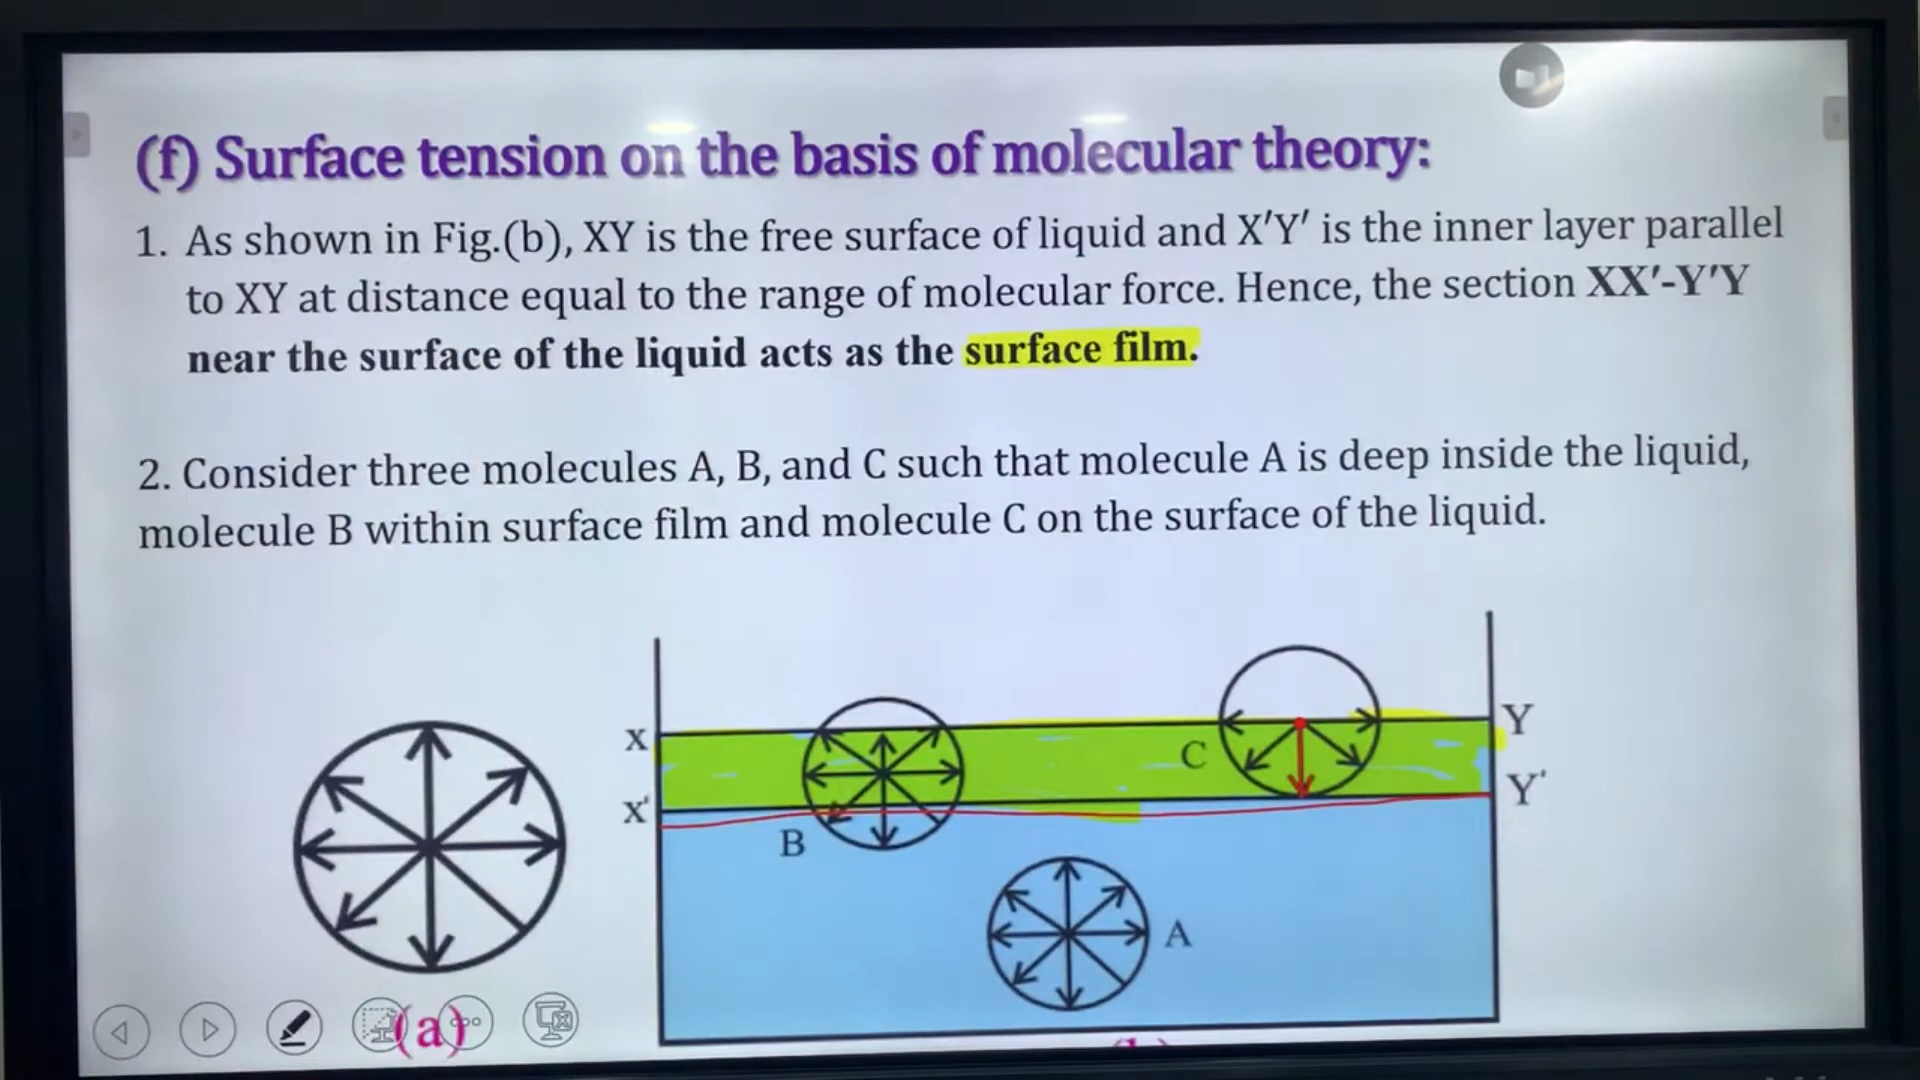 (f) Surface tension on the basis of molecular theory:
1. As shown in Fig.(b), XY is the free surface of liquid and X′Y′ is the inner layer parallel
to XY at distance equal to the range of molecular force. Hence, the section XX′-Y′Y
near the surface of the liquid acts as the surface film.
2. Consider three molecules A, B, and C such that molecule A is deep inside the liquid,
molecule B within surface film and molecule C on the surface of the liquid.
X
Y
C
X'
Y'
B
A
(a)